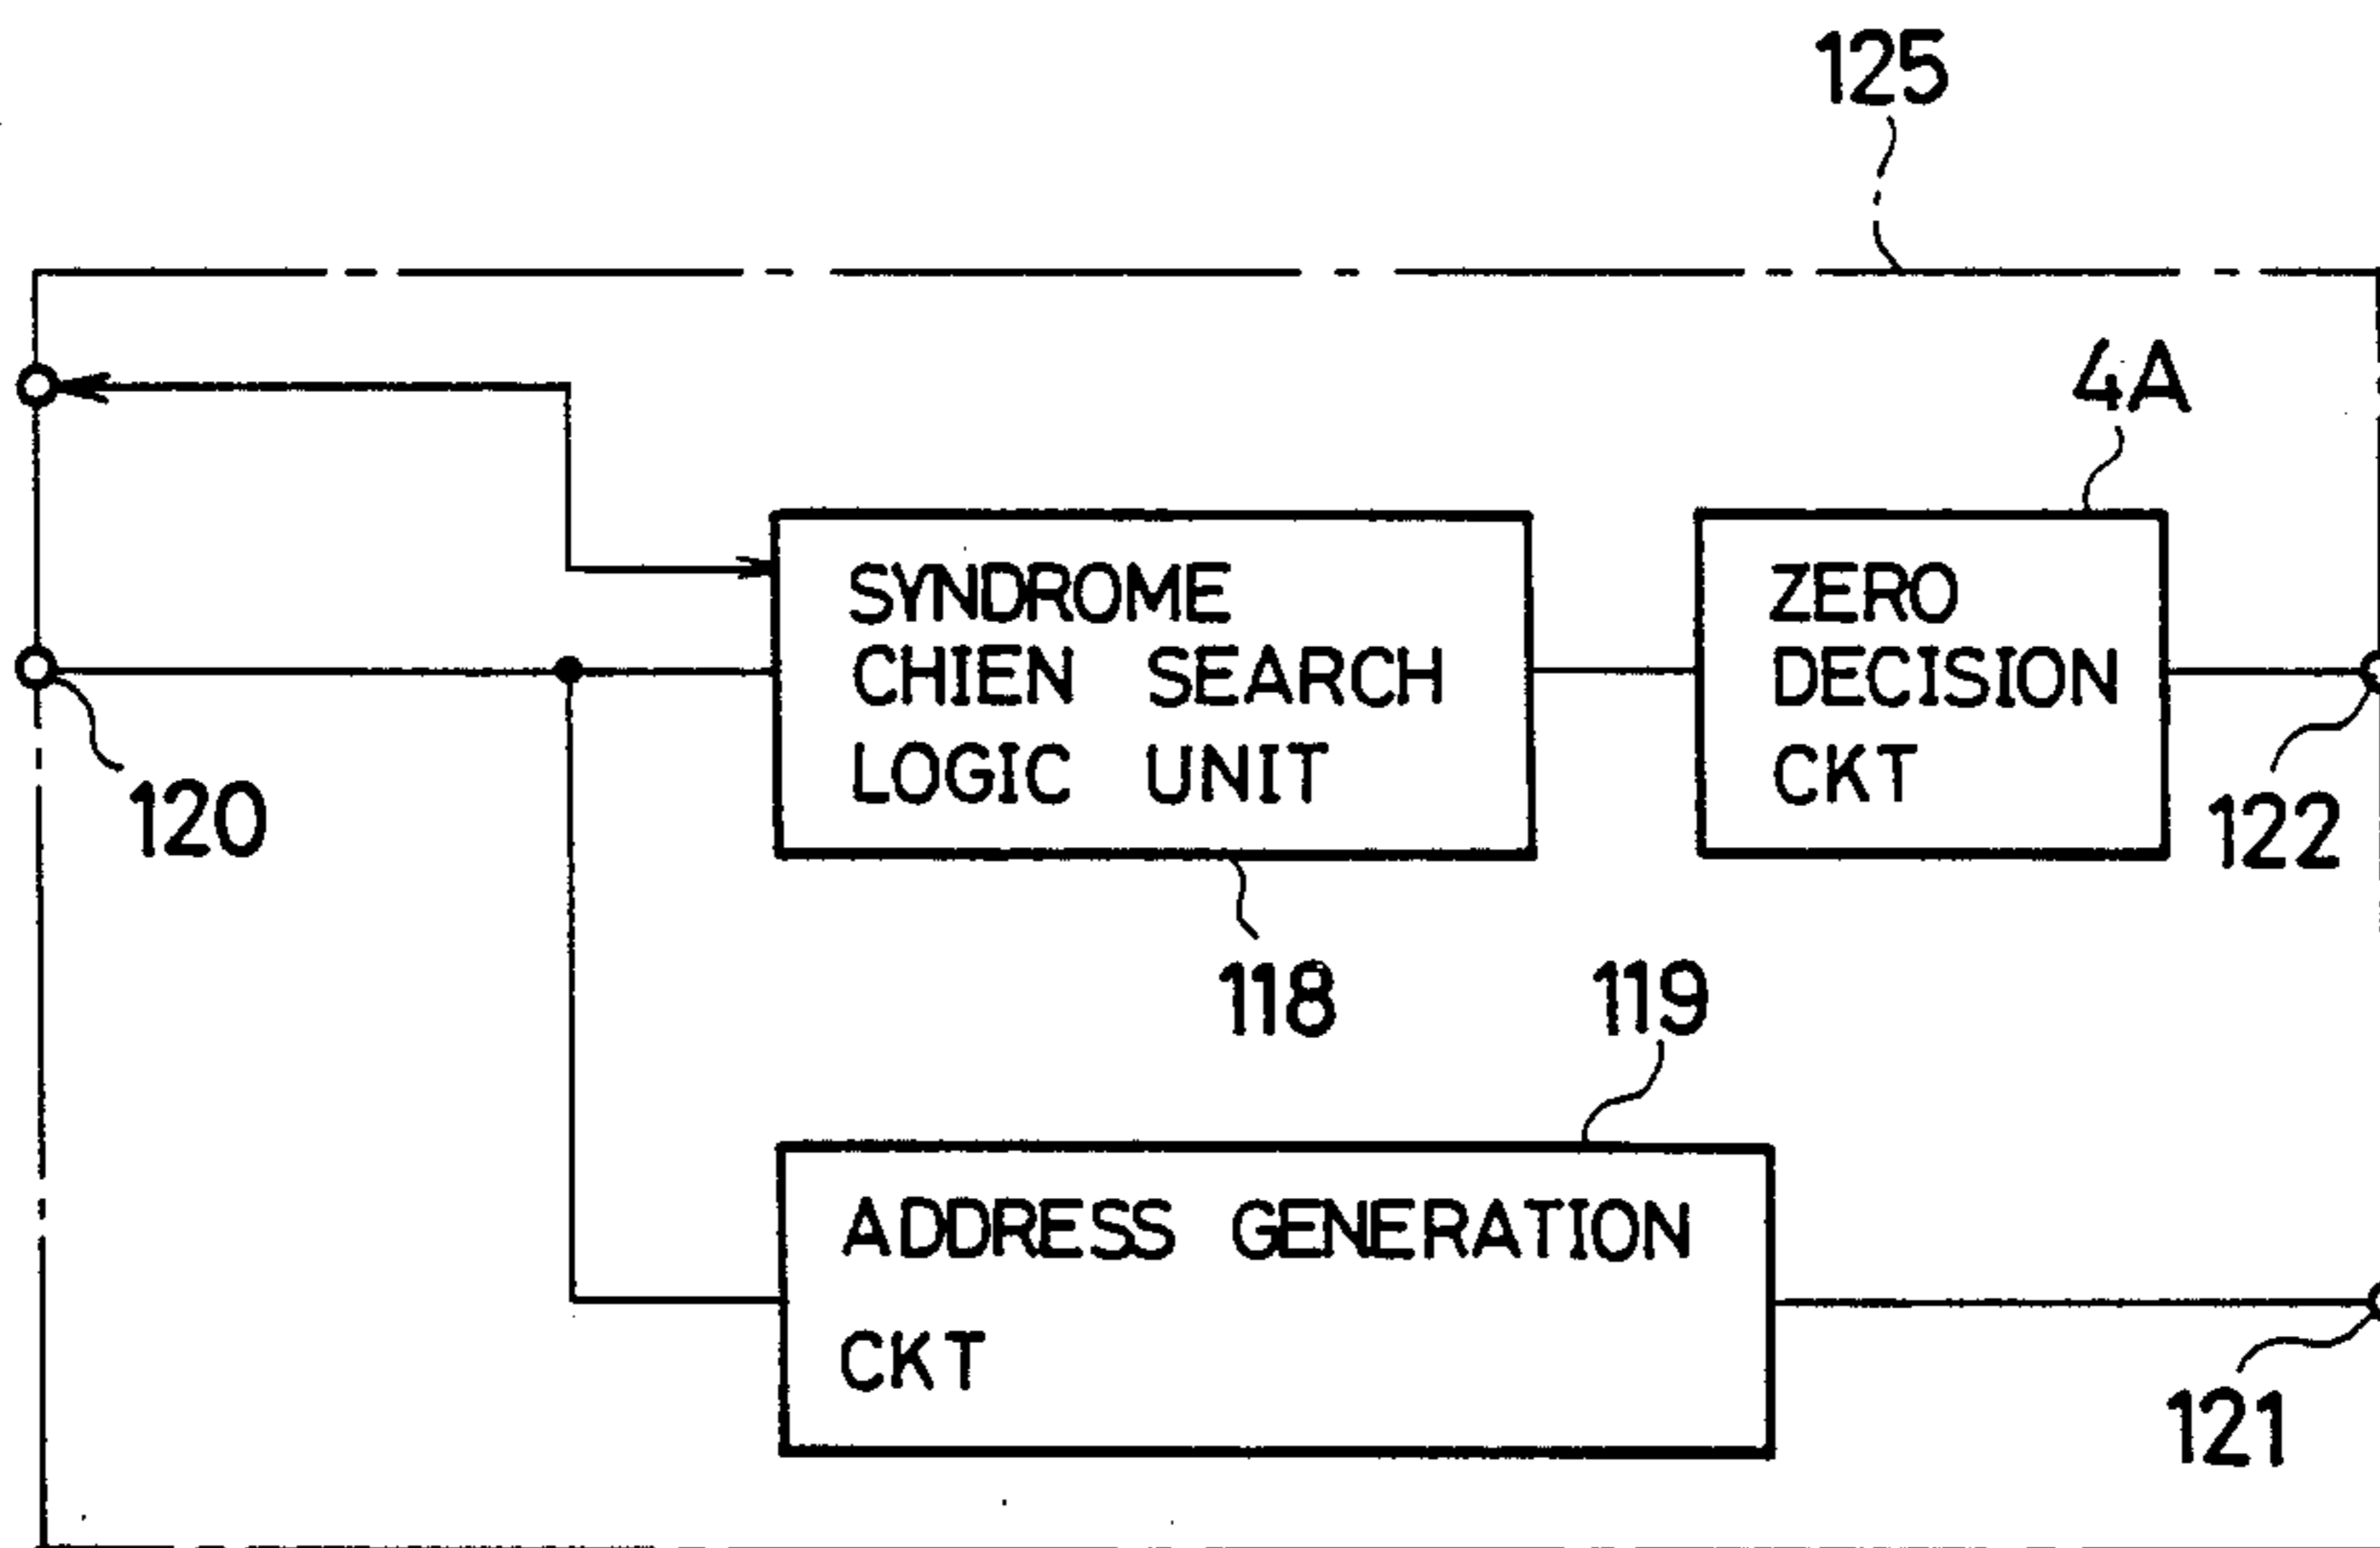 125
4A
SYNDROME
CHIEN SEARCH
LOGIC UNIT
ZERO
DECISION
CKT
120
122
118
119
ADDRESS GENERATION
CKT
121